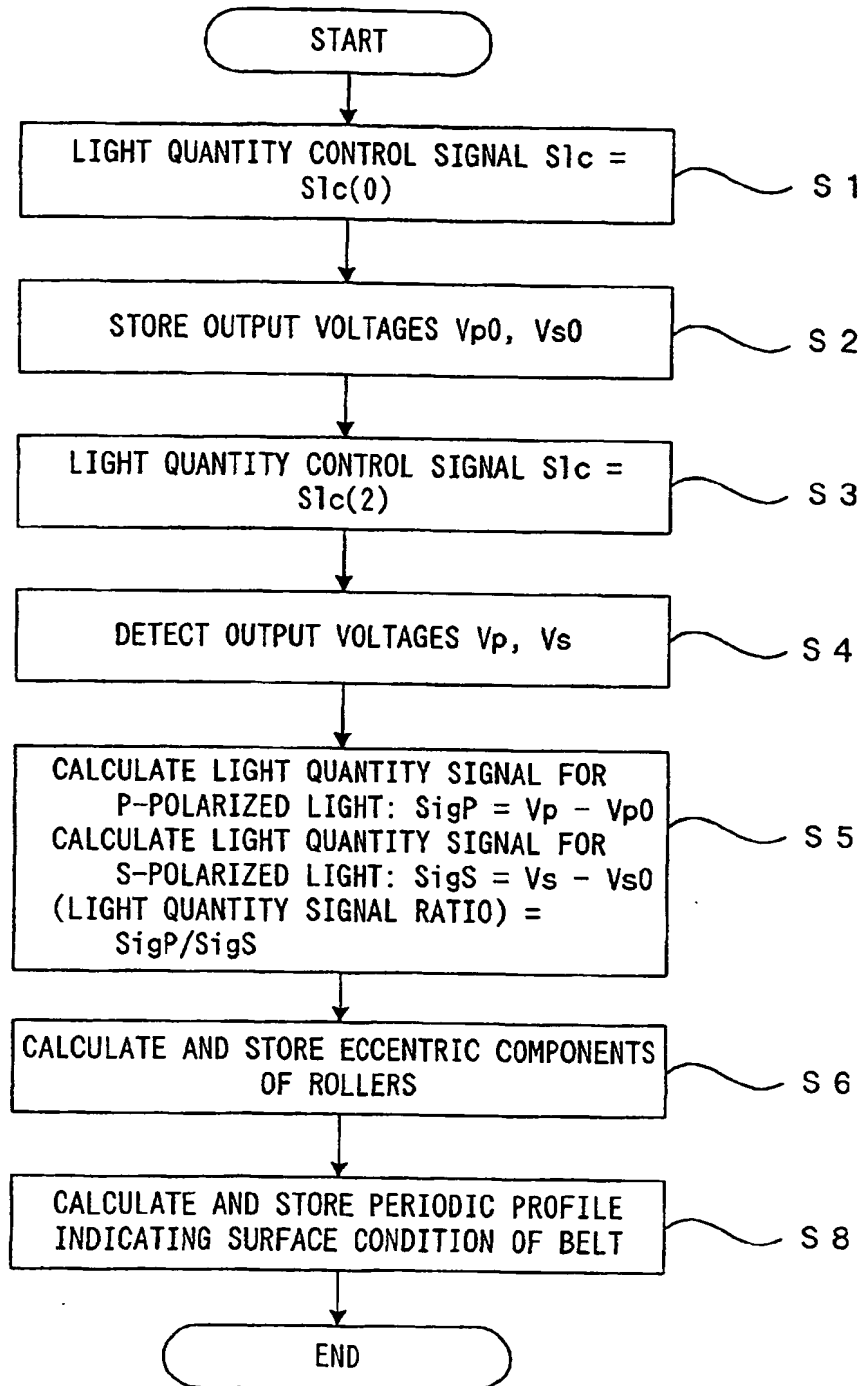 START
LIGHT QUANTITY CONTROL SIGNAL Slc =
Slc(0)
S 1
STORE OUTPUT VOLTAGES Vp0, Vs0
S 2
LIGHT QUANTITY CONTROL SIGNAL Slc =
Slc(2)
S 3
DETECT OUTPUT VOLTAGES Vp, Vs
S 4
CALCULATE LIGHT QUANTITY SIGNAL FOR
P-POLARIZED LIGHT: SigP = Vp - Vp0
CALCULATE LIGHT QUANTITY SIGNAL FOR
S-POLARIZED LIGHT: SigS = Vs - Vs0
(LIGHT QUANTITY SIGNAL RATIO) =
SigP/SigS
S 5
CALCULATE AND STORE ECCENTRIC COMPONENTS
OF ROLLERS
S 6
CALCULATE AND STORE PERIODIC PROFILE
INDICATING SURFACE CONDITION OF BELT
S 8
END